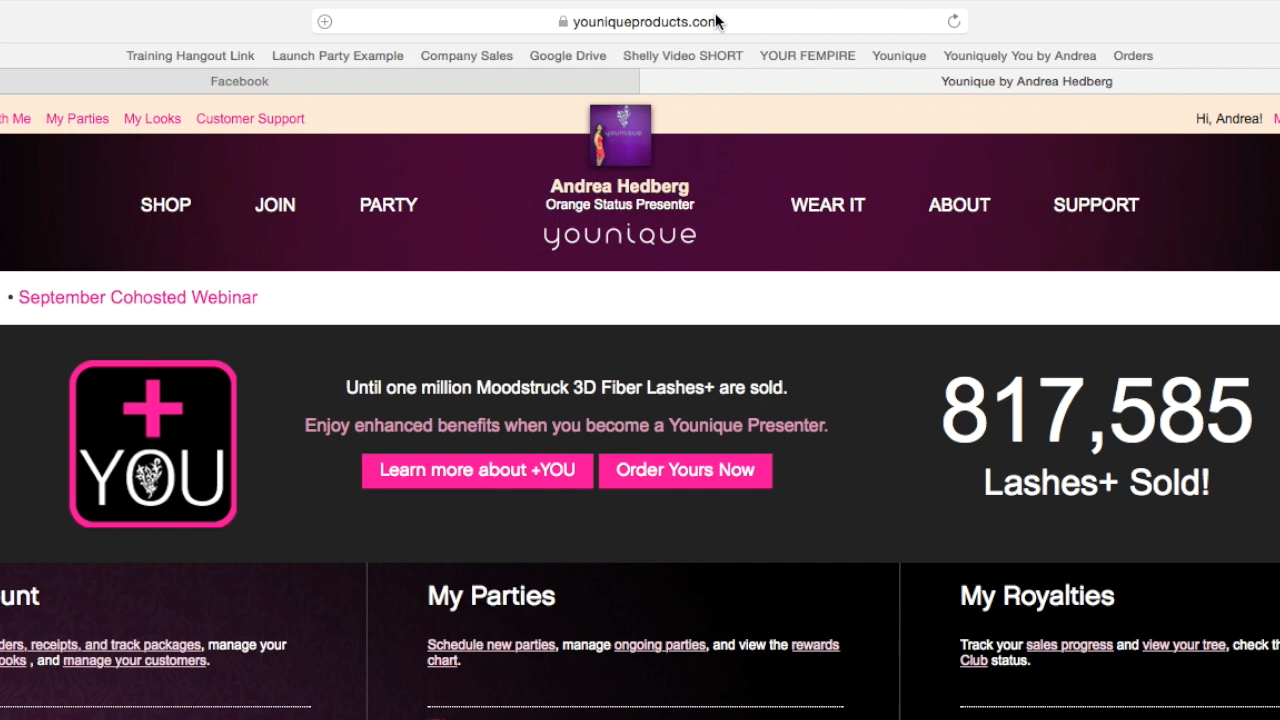 youniqueproducts.com
Training Hangout Link Launch Party Example Company Sales Google Drive Shelly Video SHORT YOUR FEMPIRE Younique Youniquely You by Andrea Orders
Facebook Younique by Andrea Hedberg
th Me My Parties My Looks Customer Support Hi, Andrea! M
younique
Andrea Hedberg
Orange Status Presenter
SHOP JOIN PARTY WEAR IT ABOUT SUPPORT
younique
• September Cohosted Webinar
+
YOU
Until one million Moodstruck 3D Fiber Lashes+ are sold.
Enjoy enhanced benefits when you become a Younique Presenter.
Learn more about +YOU Order Yours Now
817,585
Lashes+ Sold!
unt
ders, receipts, and track packages, manage your
ooks , and manage your customers.
My Parties
Schedule new parties, manage ongoing parties, and view the rewards
chart.
My Royalties
Track your sales progress and view your tree, check th
Club status.